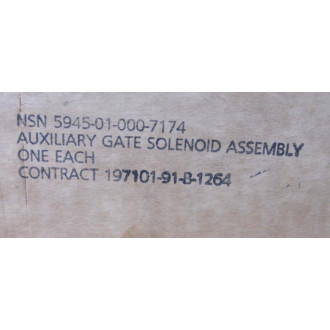 NSN 5945-01-000-7174
AUXILIARY GATE SOLENOID ASSEMBLY
ONE EACH
CONTRACT 197101-91-B-1264